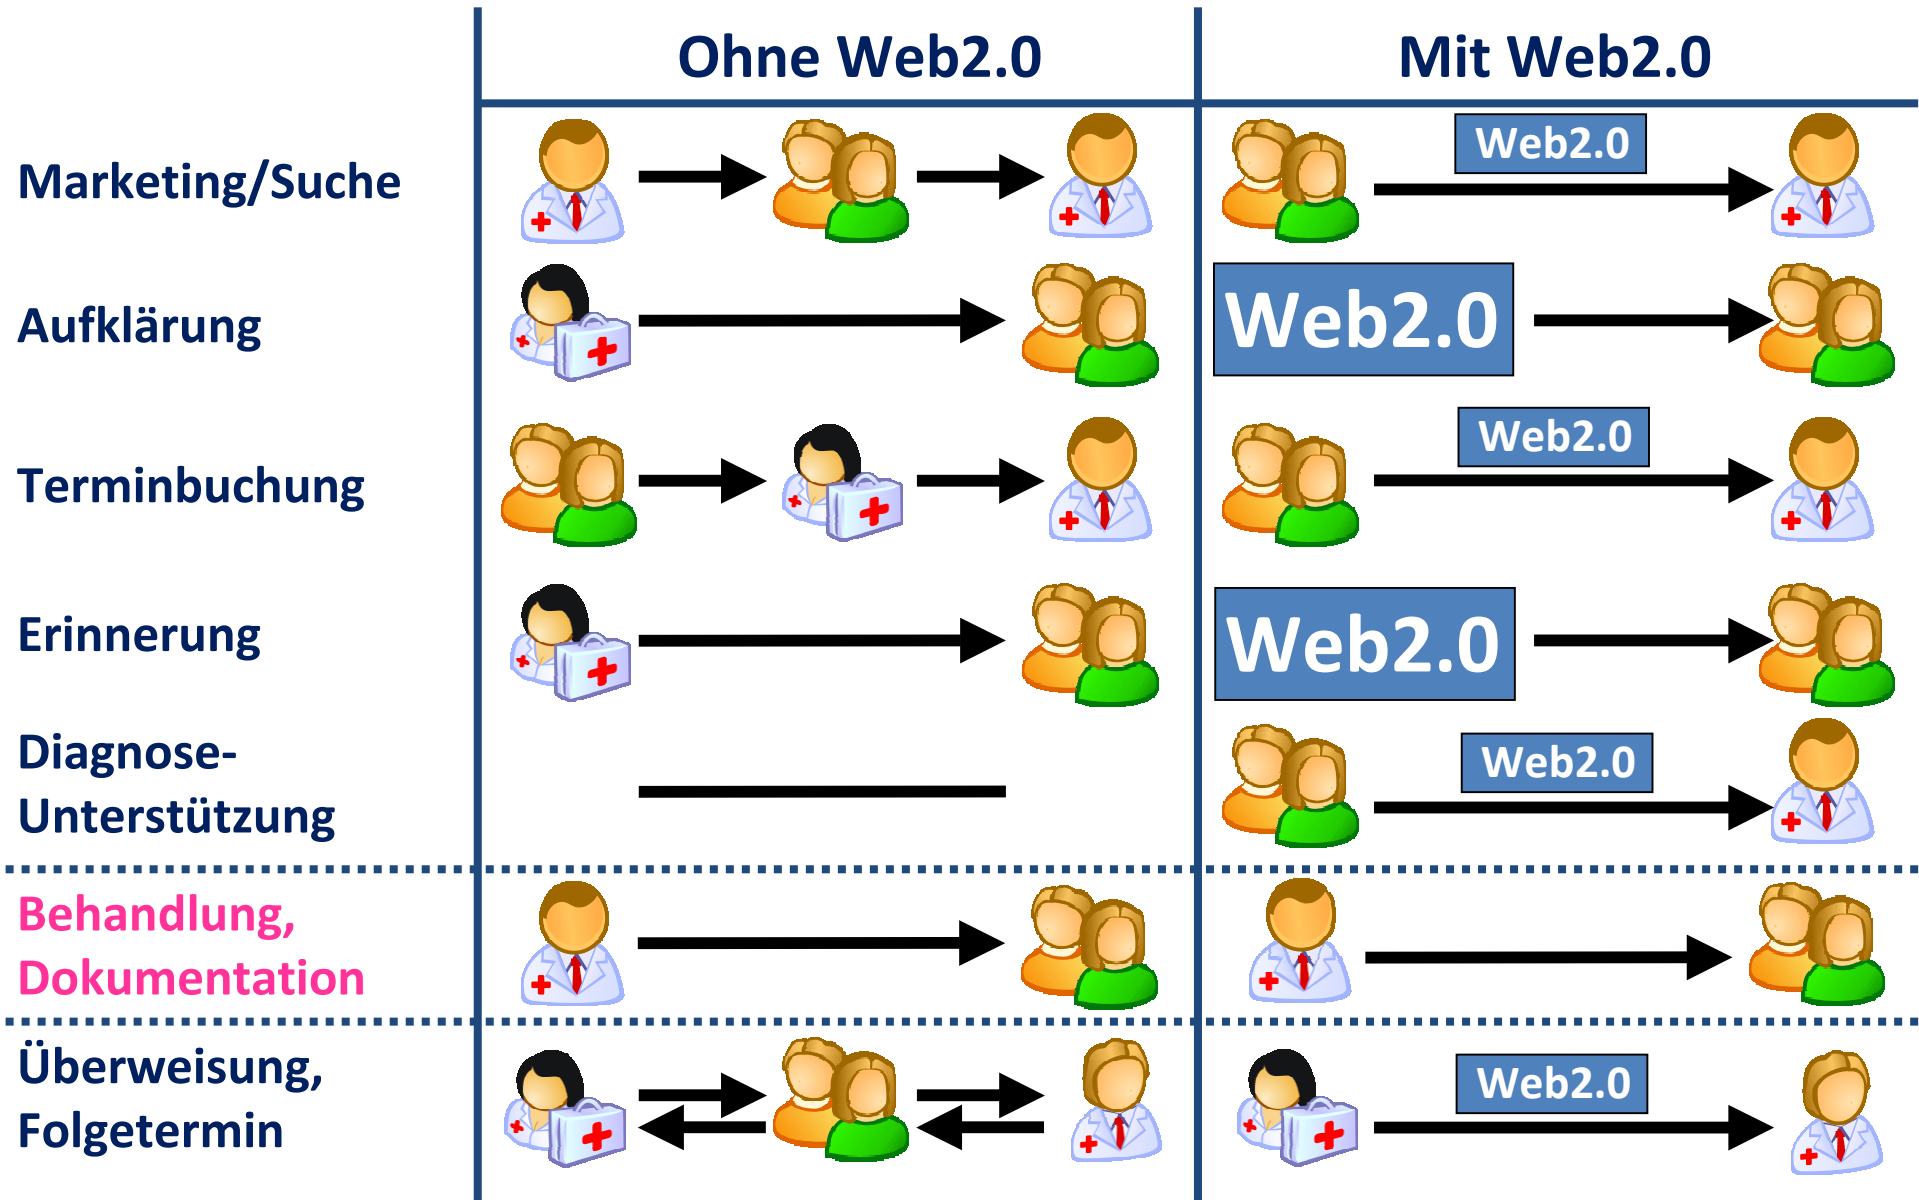 Ohne Web2.0
Mit Web2.0
Marketing/Suche
Web2.0
Aufklärung
Web2.0
Terminbuchung
Web2.0
Erinnerung
Web2.0
Diagnose-
Unterstützung
Web2.0
Behandlung,
Dokumentation
Überweisung,
Folgetermin
Web2.0